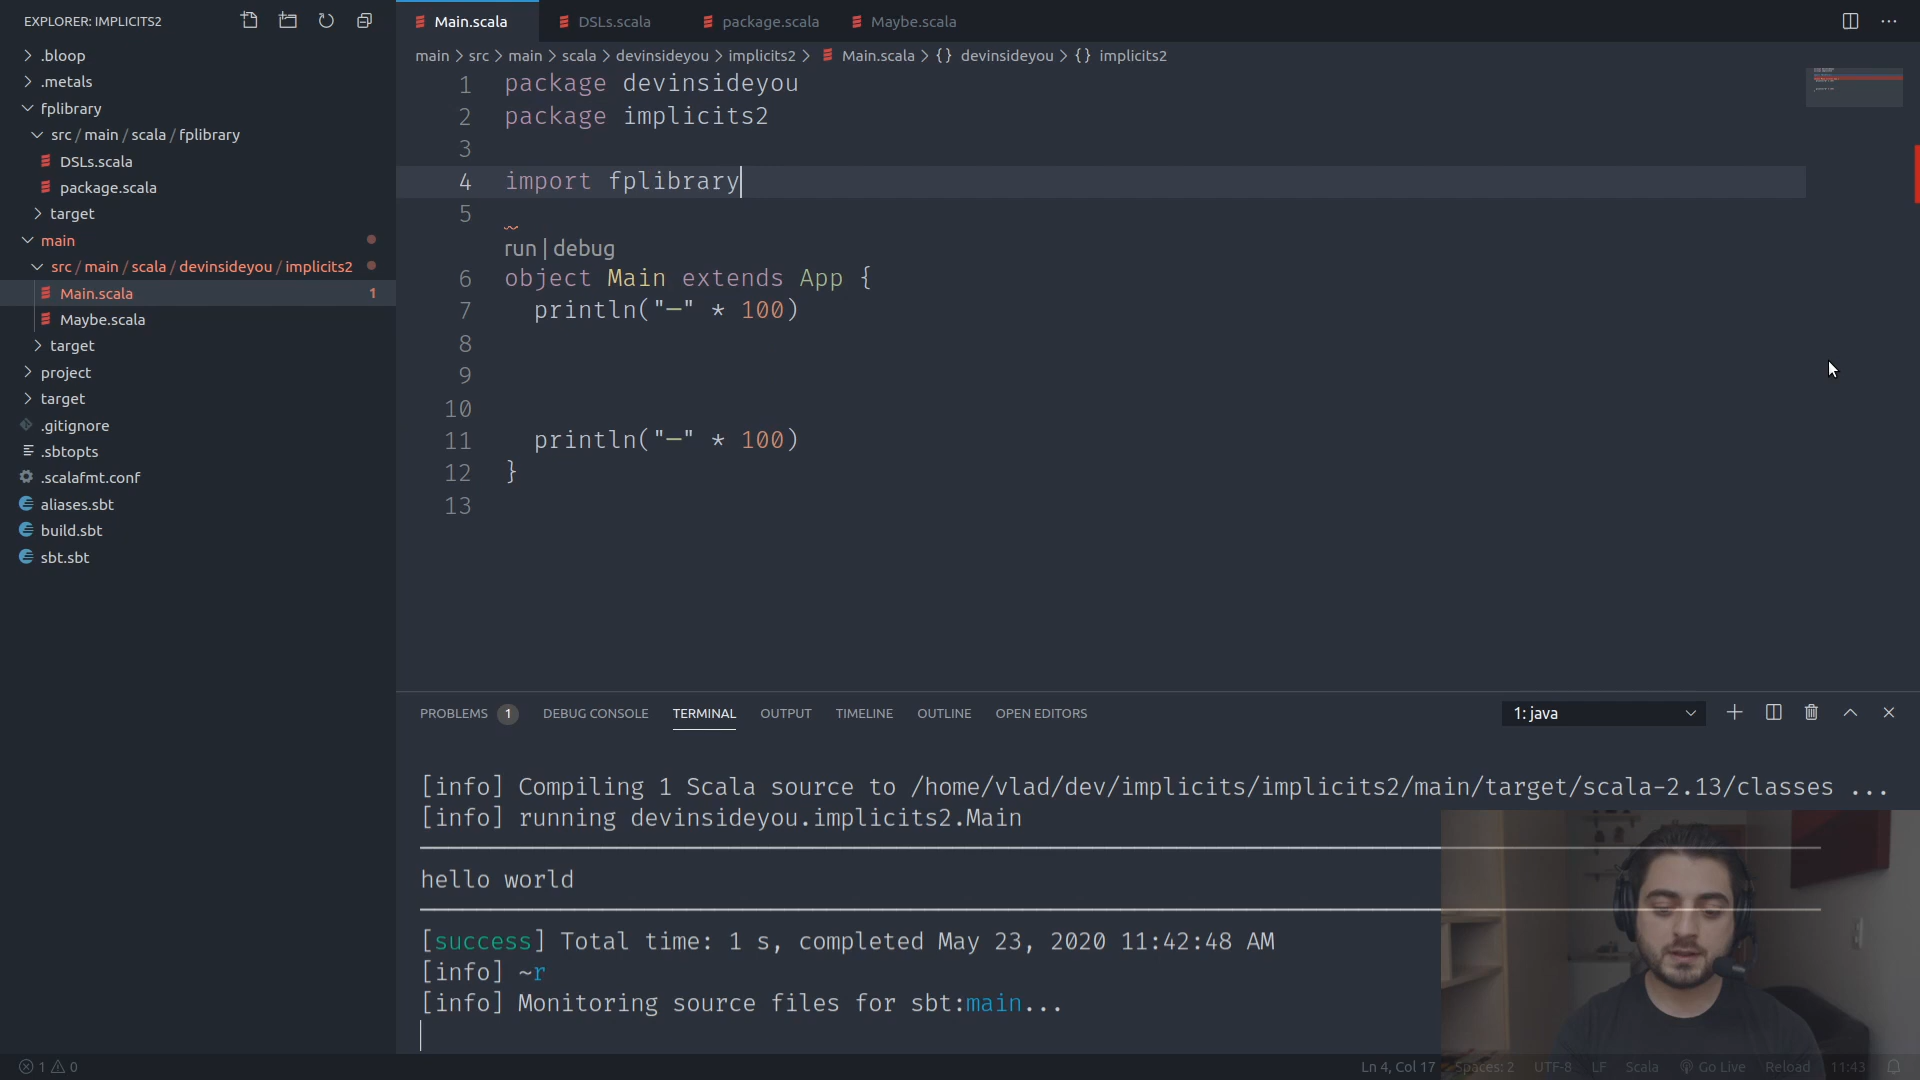 EXPLORER: IMPLICITS2
.bloop
.metals
fplibrary
src / main / scala / fplibrary
DSLs.scala
package.scala
target
main
src / main / scala / devinsideyou / implicits2
Main.scala 1
Maybe.scala
target
project
target
.gitignore
.sbtopts
.scalafmt.conf
aliases.sbt
build.sbt
sbt.sbt
Main.scala DSLs.scala package.scala Maybe.scala
main > src > main > scala > devinsideyou > implicits2 > Main.scala > {} devinsideyou > {} implicits2
1 package devinsideyou
2 package implicits2
3
4 import fplibrary
5
run | debug
6 object Main extends App {
7 println("─" * 100)
8
9
10
11 println("─" * 100)
12 }
13
PROBLEMS 1 DEBUG CONSOLE TERMINAL OUTPUT TIMELINE OUTLINE OPEN EDITORS 1: java
[info] Compiling 1 Scala source to /home/vlad/dev/implicits/implicits2/main/target/scala-2.13/classes ...
[info] running devinsideyou.implicits2.Main
hello world
[success] Total time: 1 s, completed May 23, 2020 11:42:48 AM
[info] ~r
[info] Monitoring source files for sbt:main...
1 0 Ln 4, Col 17 Spaces: 2 UTF-8 LF Scala Go Live Reload 11:43